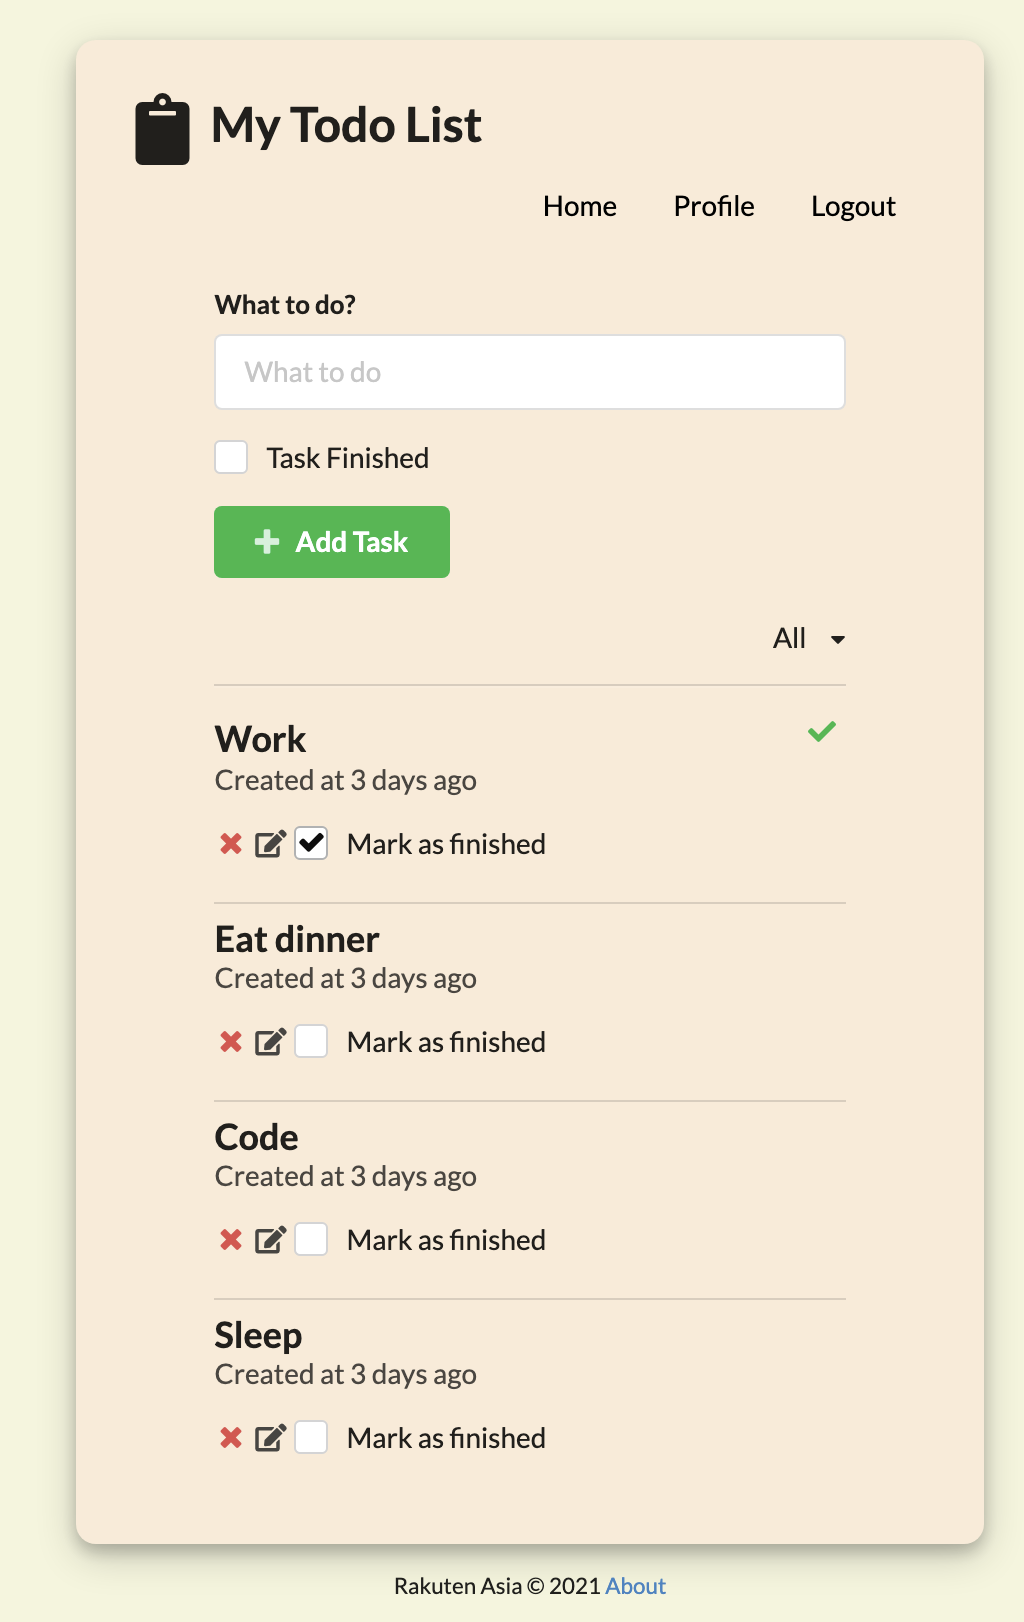 My Todo List
Home Profile Logout
What to do?
What to do
Task Finished
Add Task
All
Work
Created at 3 days ago
Mark as finished
Eat dinner
Created at 3 days ago
Mark as finished
Code
Created at 3 days ago
Mark as finished
Sleep
Created at 3 days ago
Mark as finished
Rakuten Asia © 2021 About